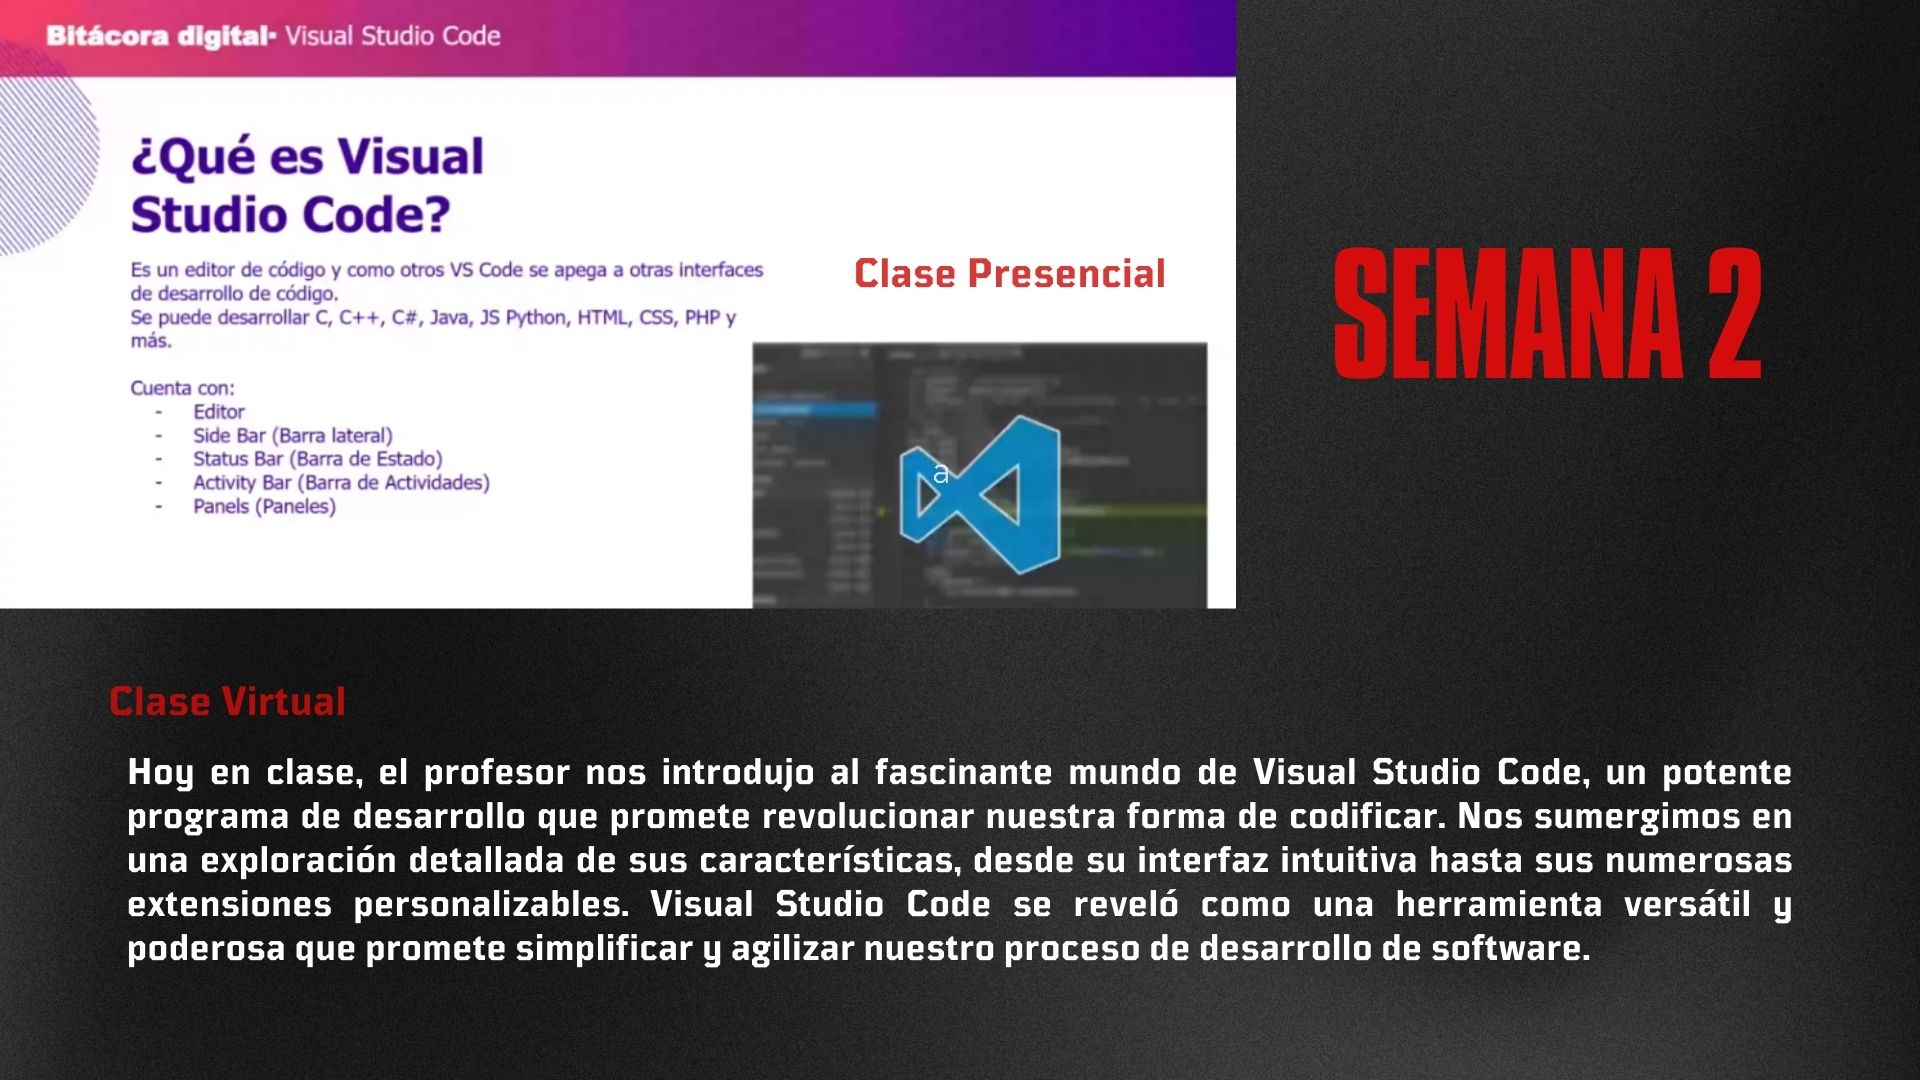 Bitácora digital· Visual Studio Code
¿Qué es Visual
Studio Code?
Es un editor de código y como otros VS Code se apega a otras interfaces
de desarrollo de código.
Se puede desarrollar C, C++, C#, Java, JS Python, HTML, CSS, PHP y
más.
Cuenta con:
- Editor
- Side Bar (Barra lateral)
- Status Bar (Barra de Estado)
- Activity Bar (Barra de Actividades)
- Panels (Paneles)
Clase Presencial
a
SEMANA 2
Clase Virtual
Hoy en clase, el profesor nos introdujo al fascinante mundo de Visual Studio Code, un potente
programa de desarrollo que promete revolucionar nuestra forma de codificar. Nos sumergimos en
una exploración detallada de sus características, desde su interfaz intuitiva hasta sus numerosas
extensiones personalizables. Visual Studio Code se reveló como una herramienta versátil y
poderosa que promete simplificar y agilizar nuestro proceso de desarrollo de software.